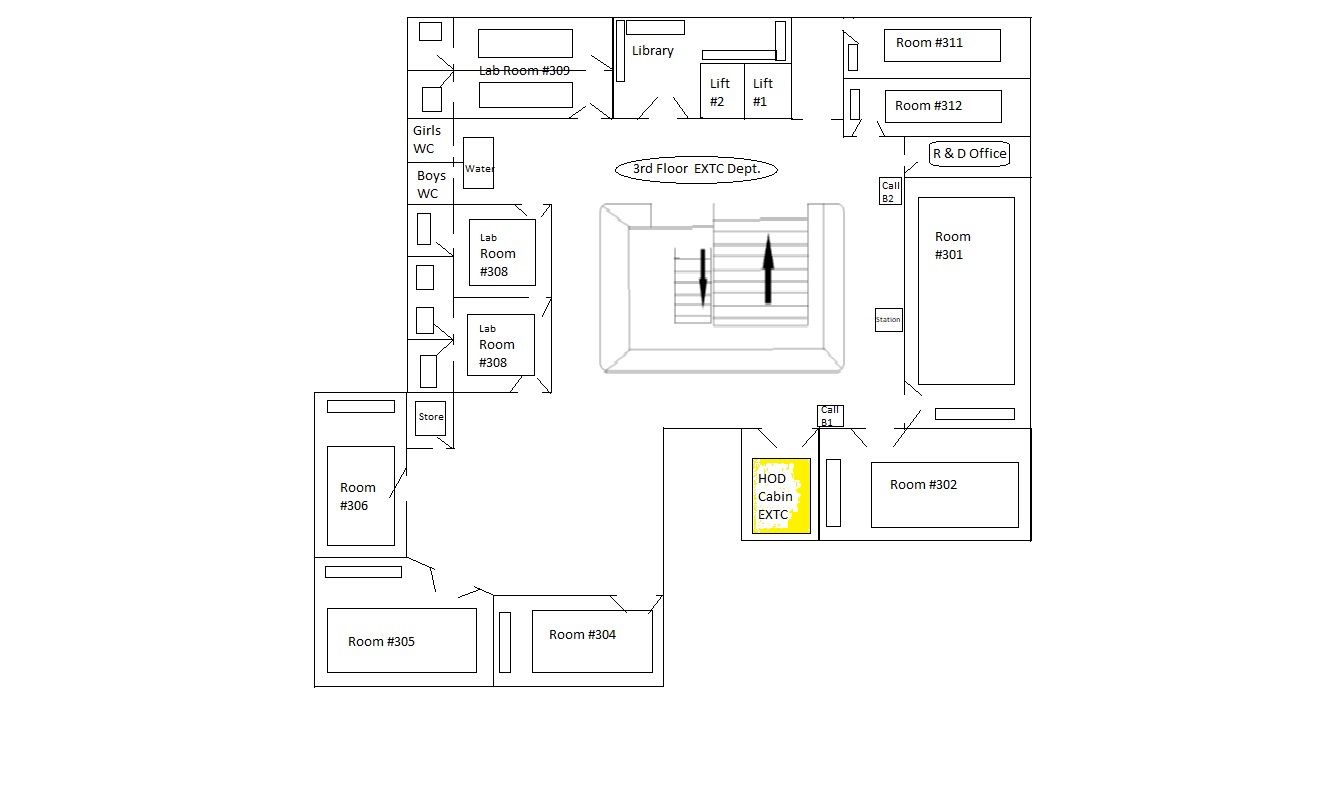 Library
Lab Room #309
Lift
#2
Lift
#1
Room #311
Room #312
Girls
WC
Boys
WC
Water
3rd Floor EXTC Dept.
R & D Office
Call
B2
Room
#301
Lab
Room
#308
Lab
Room
#308
Station
Store
Call
B1
HOD
Cabin
EXTC
Room #302
Room
#306
Room #305
Room #304